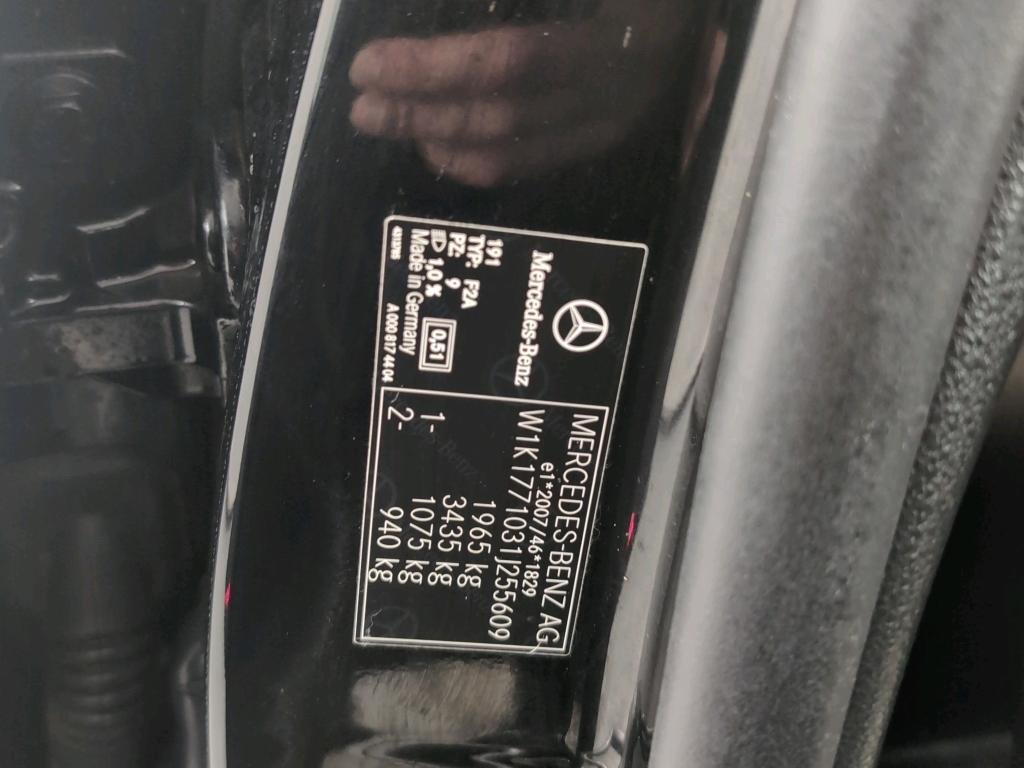 Mercedes-Benz
191
TYP: F2A
PZ: 9
1,0 % 0,51
Made in Germany
A 000 817 44 04
MERCEDES-BENZ AG
e1*2007/46*1829
W1K1771031J255609
1965 kg
3435 kg
1- 1075 kg
2- 940 kg